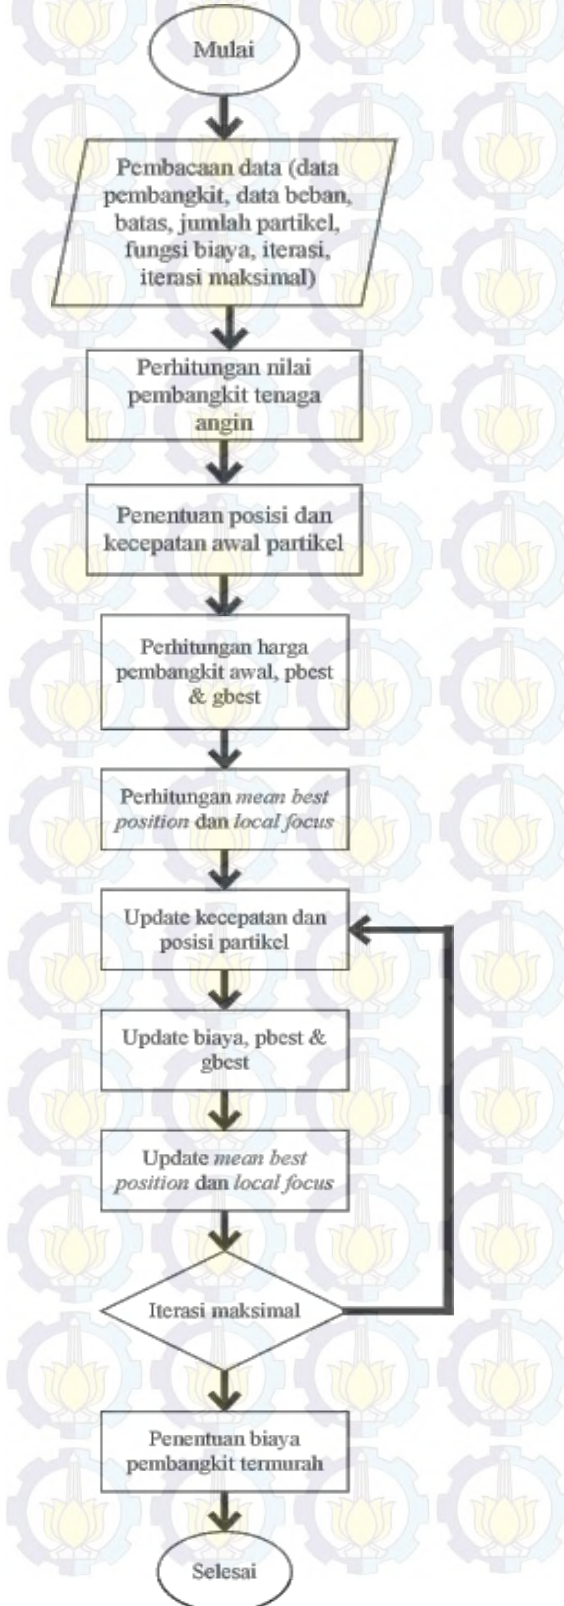 Mulai
Pembacaan data (data
pembangkit, data beban,
batas, jumlah partikel,
fungsi biaya, iterasi,
iterasi maksimal)
Perhitungan nilai
pembangkit tenaga
angin
Penentuan posisi dan
kecepatan awal partikel
Perhitungan harga
pembangkit awal, pbest
& gbest
Perhitungan mean best
position dan local focus
Update kecepatan dan
posisi partikel
Update biaya, pbest &
gbest
Update mean best
position dan local focus
Iterasi maksimal
Penentuan biaya
pembangkit termurah
Selesai